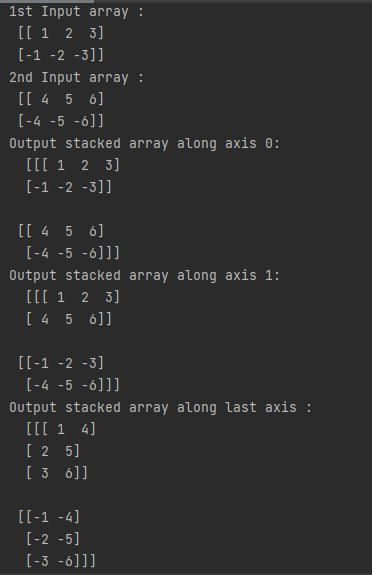 1st Input array :
 [[ 1  2  3]
 [-1 -2 -3]]
2nd Input array :
 [[ 4  5  6]
 [-4 -5 -6]]
Output stacked array along axis 0:
  [[[ 1  2  3]
  [-1 -2 -3]]

 [[ 4  5  6]
  [-4 -5 -6]]]
Output stacked array along axis 1:
  [[[ 1  2  3]
  [ 4  5  6]]

 [[-1 -2 -3]
  [-4 -5 -6]]]
Output stacked array along last axis :
  [[[ 1  4]
  [ 2  5]
  [ 3  6]]

 [[-1 -4]
  [-2 -5]
  [-3 -6]]]